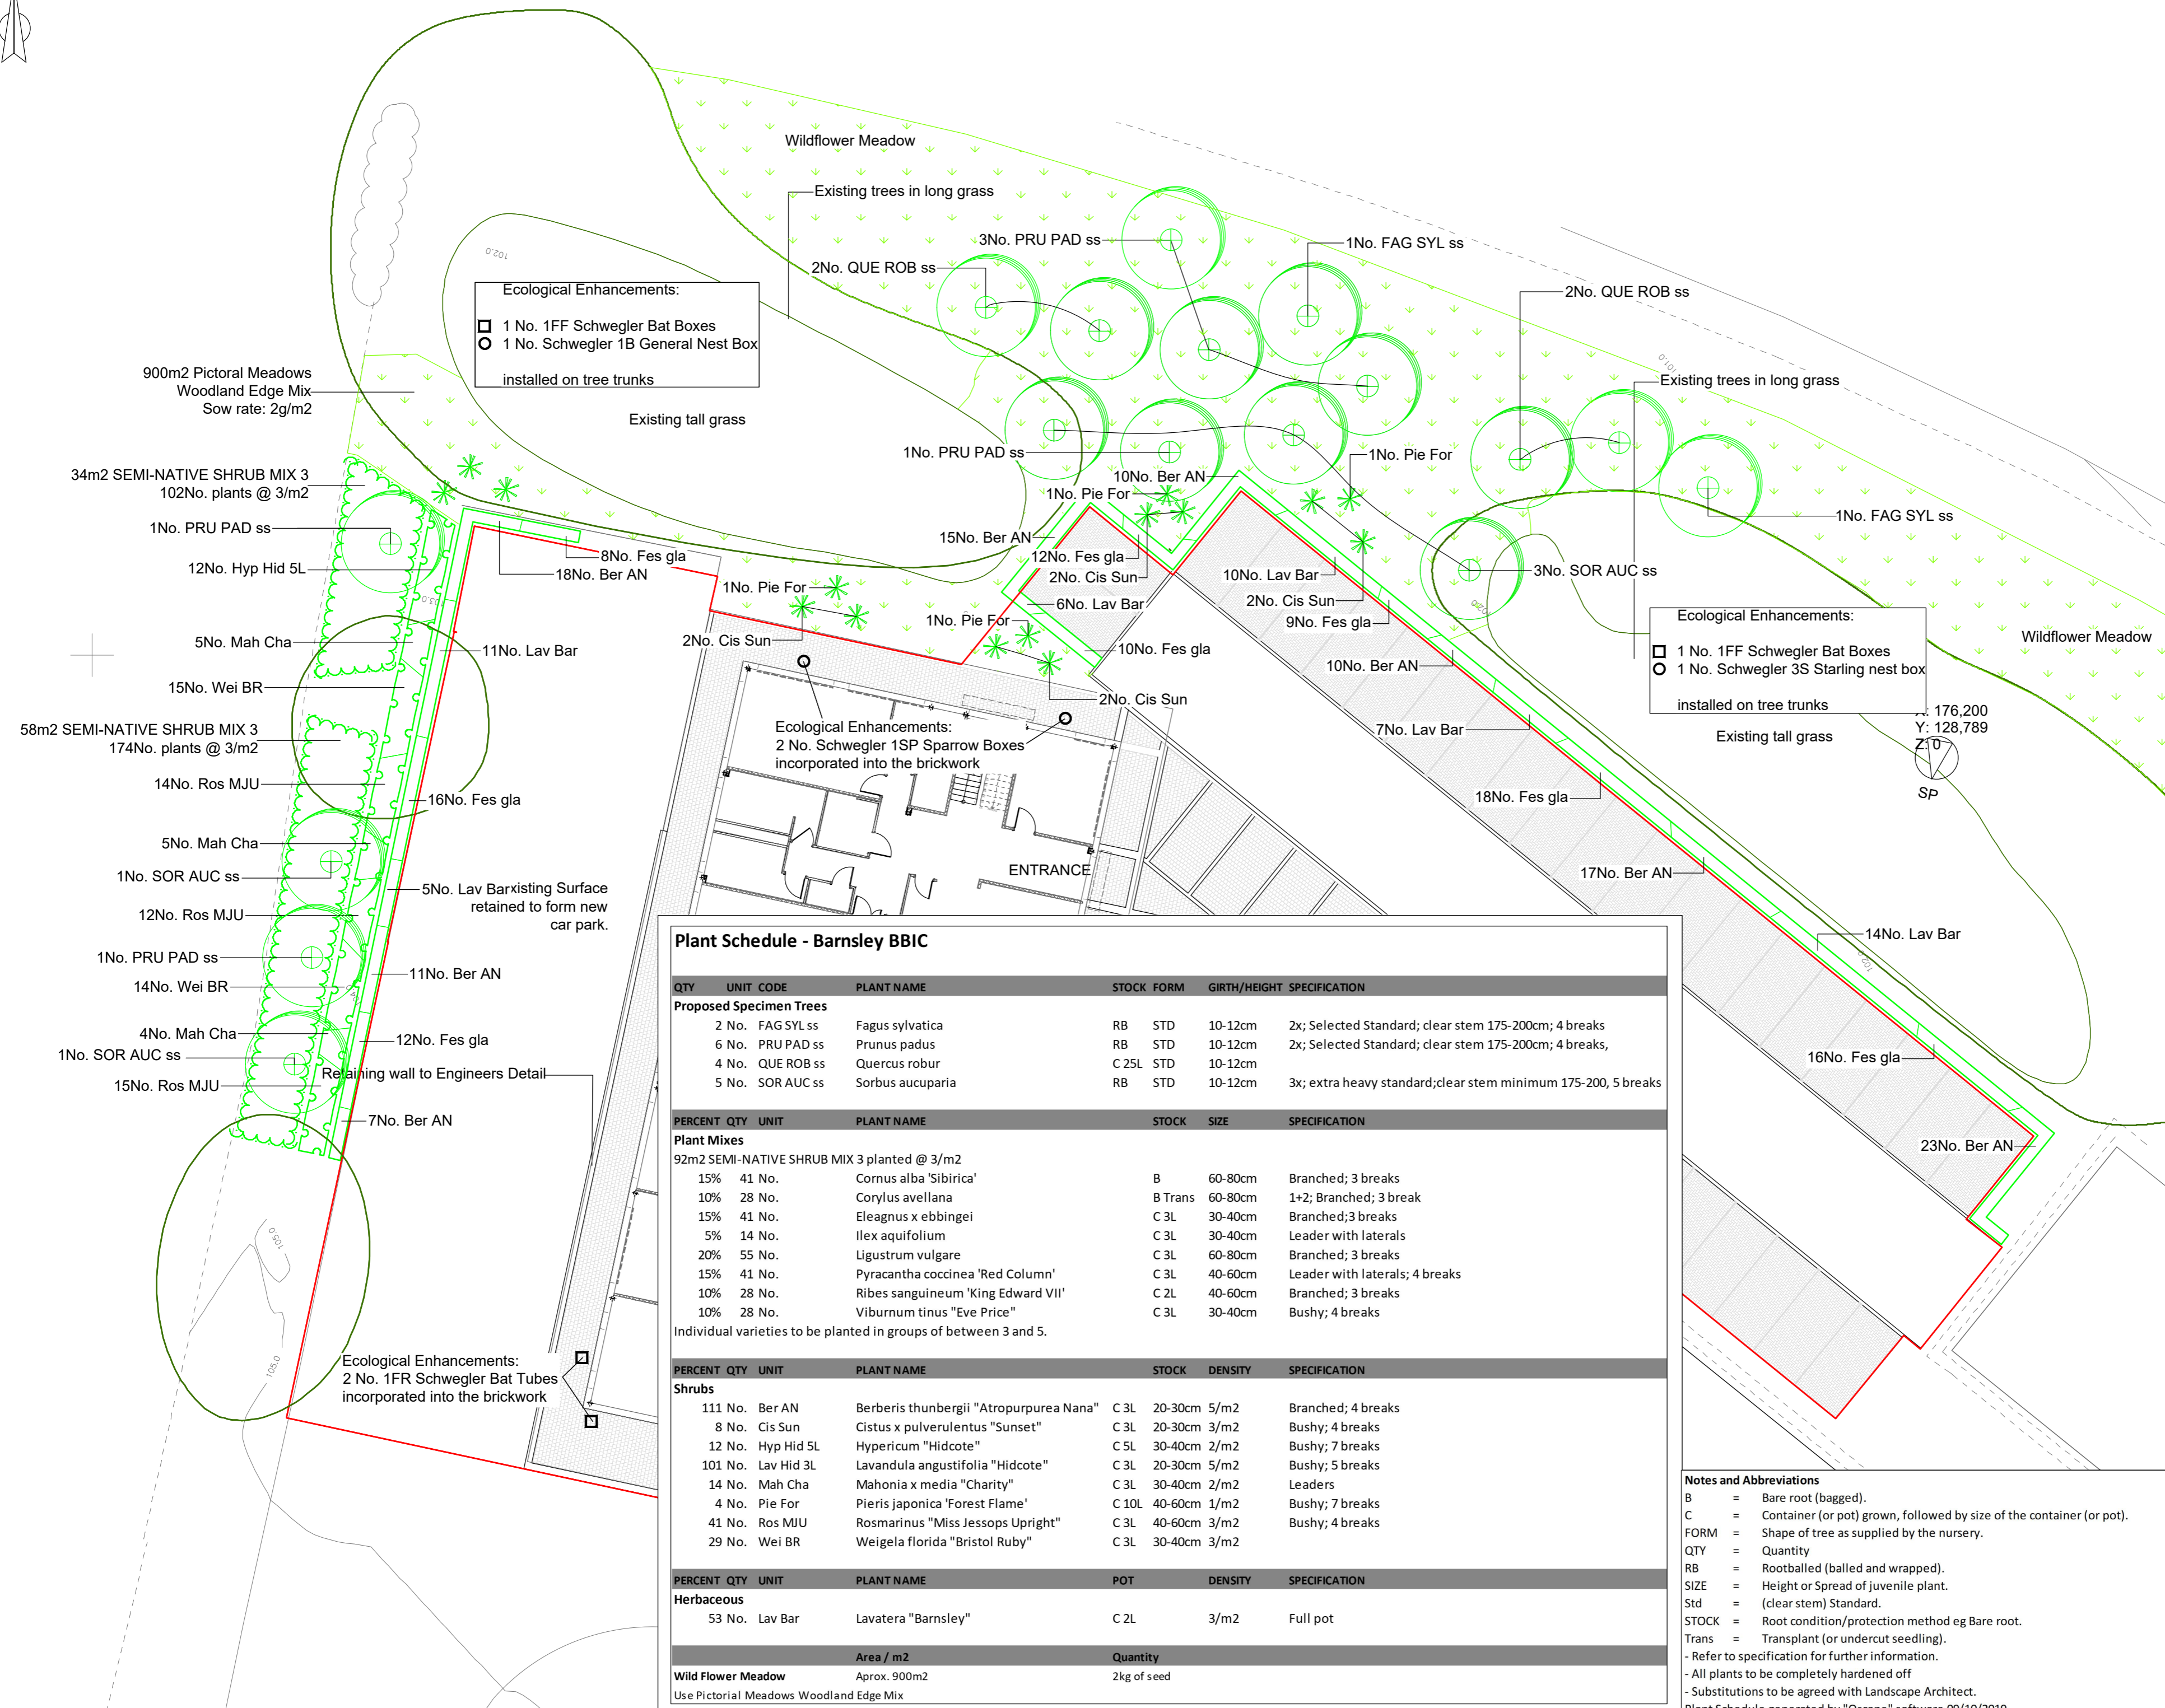 Wildflower Meadow
Existing trees in long grass
3No. PRU PAD ss
1No. FAG SYL ss
2No. QUE ROB ss
2No. QUE ROB ss
102.0
Ecological Enhancements:
1 No. 1FF Schwegler Bat Boxes
1 No. Schwegler 1B General Nest Box
installed on tree trunks
Existing tall grass
101.0
Existing trees in long grass
900m2 Pictoral Meadows
Woodland Edge Mix
Sow rate: 2g/m2
34m2 SEMI-NATIVE SHRUB MIX 3
102No. plants @ 3/m2
1No. PRU PAD ss
12No. Hyp Hid 5L
103.0
5No. Mah Cha
15No. Wei BR
58m2 SEMI-NATIVE SHRUB MIX 3
174No. plants @ 3/m2
14No. Ros MJU
5No. Mah Cha
1No. SOR AUC ss
12No. Ros MJU
1No. PRU PAD ss
14No. Wei BR
4No. Mah Cha
1No. SOR AUC ss
15No. Ros MJU
8No. Fes gla
18No. Ber AN
11No. Lav Bar
16No. Fes gla
5No. Lav Bar
xisting Surface
retained to form new
car park.
11No. Ber AN
12No. Fes gla
Retaining wall to Engineers Detail
7No. Ber AN
105.0
105.0
1No. PRU PAD ss
10No. Ber AN
1No. Pie For
1No. Pie For
15No. Ber AN
12No. Fes gla
2No. Cis Sun
1No. Pie For
6No. Lav Bar
1No. Pie For
2No. Cis Sun
10No. Fes gla
2No. Cis Sun
10No. Lav Bar
2No. Cis Sun
9No. Fes gla
10No. Ber AN
7No. Lav Bar
18No. Fes gla
17No. Ber AN
14No. Lav Bar
102.0
16No. Fes gla
23No. Ber AN
1No. FAG SYL ss
3No. SOR AUC ss
102.0
Ecological Enhancements:
1 No. 1FF Schwegler Bat Boxes
1 No. Schwegler 3S Starling nest box
installed on tree trunks
Wildflower Meadow
Existing tall grass
: 176,200
Y: 128,789
Z: 0
SP
Ecological Enhancements:
2 No. Schwegler 1SP Sparrow Boxes
incorporated into the brickwork
ENTRANCE
Ecological Enhancements:
2 No. 1FR Schwegler Bat Tubes
incorporated into the brickwork
Plant Schedule - Barnsley BBIC
QTY UNIT CODE PLANT NAME STOCK FORM GIRTH/HEIGHT SPECIFICATION
Proposed Specimen Trees
2 No. FAG SYL ss Fagus sylvatica RB STD 10-12cm 2x; Selected Standard; clear stem 175-200cm; 4 breaks
6 No. PRU PAD ss Prunus padus RB STD 10-12cm 2x; Selected Standard; clear stem 175-200cm; 4 breaks,
4 No. QUE ROB ss Quercus robur C 25L STD 10-12cm
5 No. SOR AUC ss Sorbus aucuparia RB STD 10-12cm 3x; extra heavy standard;clear stem minimum 175-200, 5 breaks
PERCENT QTY UNIT PLANT NAME STOCK SIZE SPECIFICATION
Plant Mixes
92m2 SEMI-NATIVE SHRUB MIX 3 planted @ 3/m2
15% 41 No. Cornus alba 'Sibirica' B 60-80cm Branched; 3 breaks
10% 28 No. Corylus avellana B Trans 60-80cm 1+2; Branched; 3 break
15% 41 No. Eleagnus x ebbingei C 3L 30-40cm Branched;3 breaks
5% 14 No. Ilex aquifolium C 3L 30-40cm Leader with laterals
20% 55 No. Ligustrum vulgare C 3L 60-80cm Branched; 3 breaks
15% 41 No. Pyracantha coccinea 'Red Column' C 3L 40-60cm Leader with laterals; 4 breaks
10% 28 No. Ribes sanguineum 'King Edward VII' C 2L 40-60cm Branched; 3 breaks
10% 28 No. Viburnum tinus "Eve Price" C 3L 30-40cm Bushy; 4 breaks
Individual varieties to be planted in groups of between 3 and 5.
PERCENT QTY UNIT PLANT NAME STOCK DENSITY SPECIFICATION
Shrubs
111 No. Ber AN Berberis thunbergii "Atropurpurea Nana" C 3L 20-30cm 5/m2 Branched; 4 breaks
8 No. Cis Sun Cistus x pulverulentus "Sunset" C 3L 20-30cm 3/m2 Bushy; 4 breaks
12 No. Hyp Hid 5L Hypericum "Hidcote" C 5L 30-40cm 2/m2 Bushy; 7 breaks
101 No. Lav Hid 3L Lavandula angustifolia "Hidcote" C 3L 20-30cm 5/m2 Bushy; 5 breaks
14 No. Mah Cha Mahonia x media "Charity" C 3L 30-40cm 2/m2 Leaders
4 No. Pie For Pieris japonica 'Forest Flame' C 10L 40-60cm 1/m2 Bushy; 7 breaks
41 No. Ros MJU Rosmarinus "Miss Jessops Upright" C 3L 40-60cm 3/m2 Bushy; 4 breaks
29 No. Wei BR Weigela florida "Bristol Ruby" C 3L 30-40cm 3/m2
PERCENT QTY UNIT PLANT NAME POT DENSITY SPECIFICATION
Herbaceous
53 No. Lav Bar Lavatera "Barnsley" C 2L 3/m2 Full pot
Area / m2 Quantity
Wild Flower Meadow Aprox. 900m2 2kg of seed
Use Pictorial Meadows Woodland Edge Mix
Notes and Abbreviations
B = Bare root (bagged).
C = Container (or pot) grown, followed by size of the container (or pot).
FORM = Shape of tree as supplied by the nursery.
QTY = Quantity
RB = Rootballed (balled and wrapped).
SIZE = Height or Spread of juvenile plant.
Std = (clear stem) Standard.
STOCK = Root condition/protection method eg Bare root.
Trans = Transplant (or undercut seedling).
- Refer to specification for further information.
- All plants to be completely hardened off
- Substitutions to be agreed with Landscape Architect.
Plant Schedule generated by software